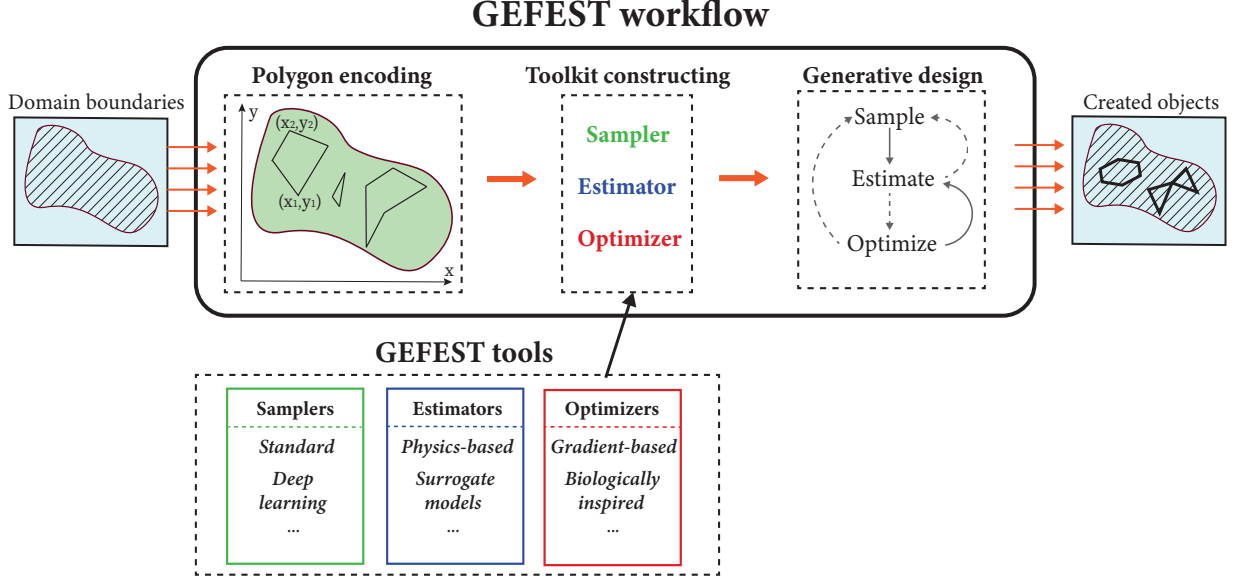 GEFEST workflow
Domain boundaries
Polygon encoding
y
(x₂,y₂)
(x₁,y₁)
x
Toolkit constructing
Sampler
Estimator
Optimizer
Generative design
Sample
Estimate
Optimize
Created objects
GEFEST tools
Samplers
Standard
Deep
learning
...
Estimators
Physics-based
Surrogate
models
...
Optimizers
Gradient-based
Biologically
inspired
...